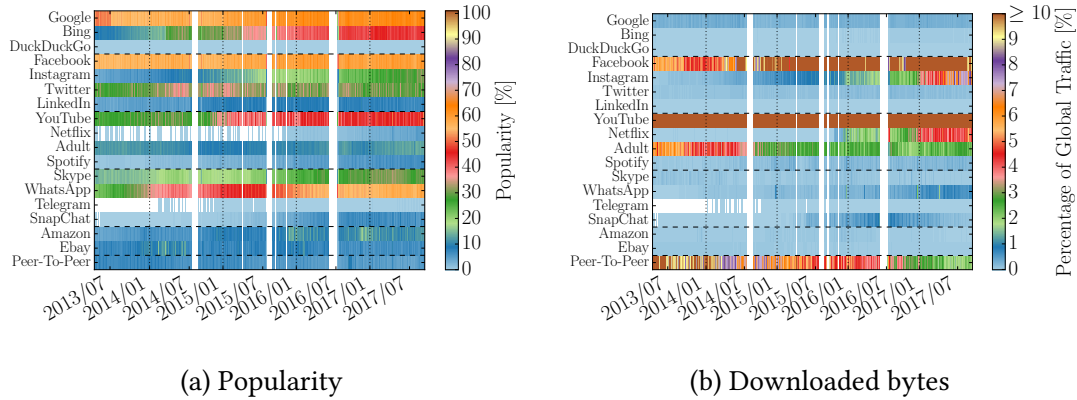 Google
Bing
DuckDuckGo
Facebook
Instagram
Twitter
LinkedIn
YouTube
Netflix
Adult
Spotify
Skype
WhatsApp
Telegram
SnapChat
Amazon
Ebay
Peer-To-Peer
2013/07
2014/01
2014/07
2015/01
2015/07
2016/01
2016/07
2017/01
2017/07
100
90
80
70
60
50
40
30
20
10
0
Popularity [%]
(a) Popularity
Google
Bing
DuckDuckGo
Facebook
Instagram
Twitter
LinkedIn
YouTube
Netflix
Adult
Spotify
Skype
WhatsApp
Telegram
SnapChat
Amazon
Ebay
Peer-To-Peer
2013/07
2014/01
2014/07
2015/01
2015/07
2016/01
2016/07
2017/01
2017/07
≥ 10
9
8
7
6
5
4
3
2
1
0
Percentage of Global Traffic [%]
(b) Downloaded bytes